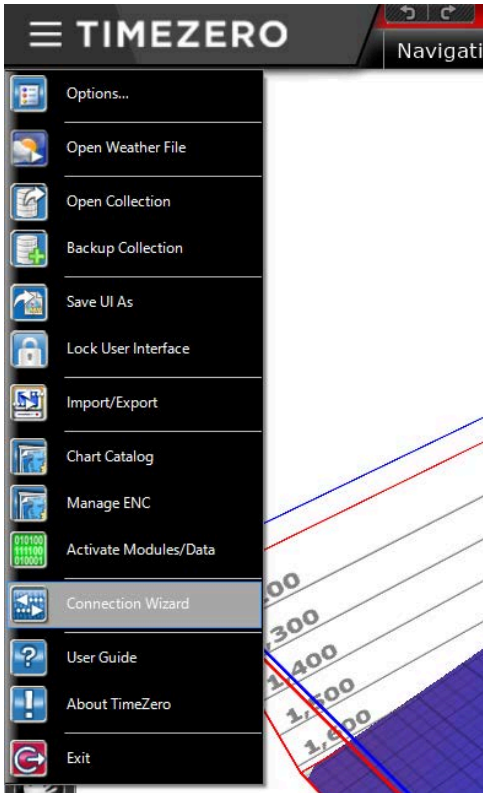 TIMEZERO
Navigati
Options...
Open Weather File
Open Collection
Backup Collection
Save UI As
Lock User Interface
Import/Export
Chart Catalog
Manage ENC
010100
111100
010001
Activate Modules/Data
Connection Wizard
User Guide
About TimeZero
Exit
00
,300
1,400
1,500
1,600